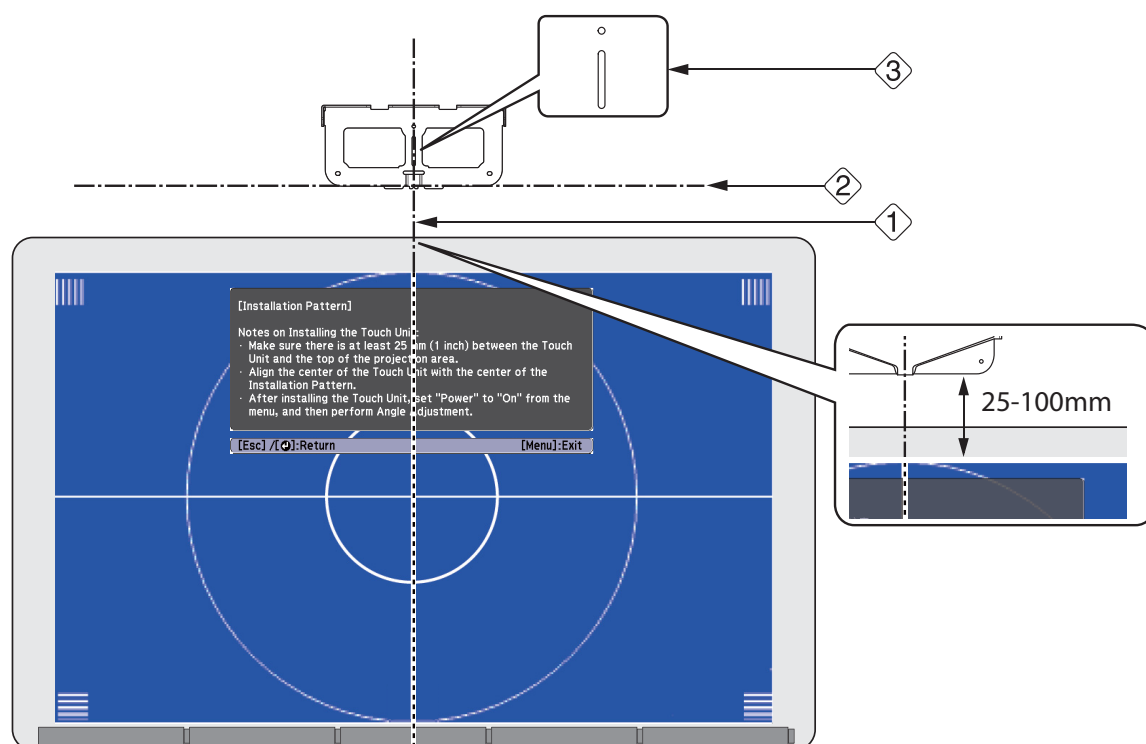 3
2
1
[Installation Pattern]
Notes on Installing the Touch Unit:
· Make sure there is at least 25 mm (1 inch) between the Touch
Unit and the top of the projection area.
· Align the center of the Touch Unit with the center of the
Installation Pattern.
· After installing the Touch Unit, set "Power" to "On" from the
menu, and then perform Angle Adjustment.
[Esc] /[↵]:Return [Menu]:Exit
25-100mm